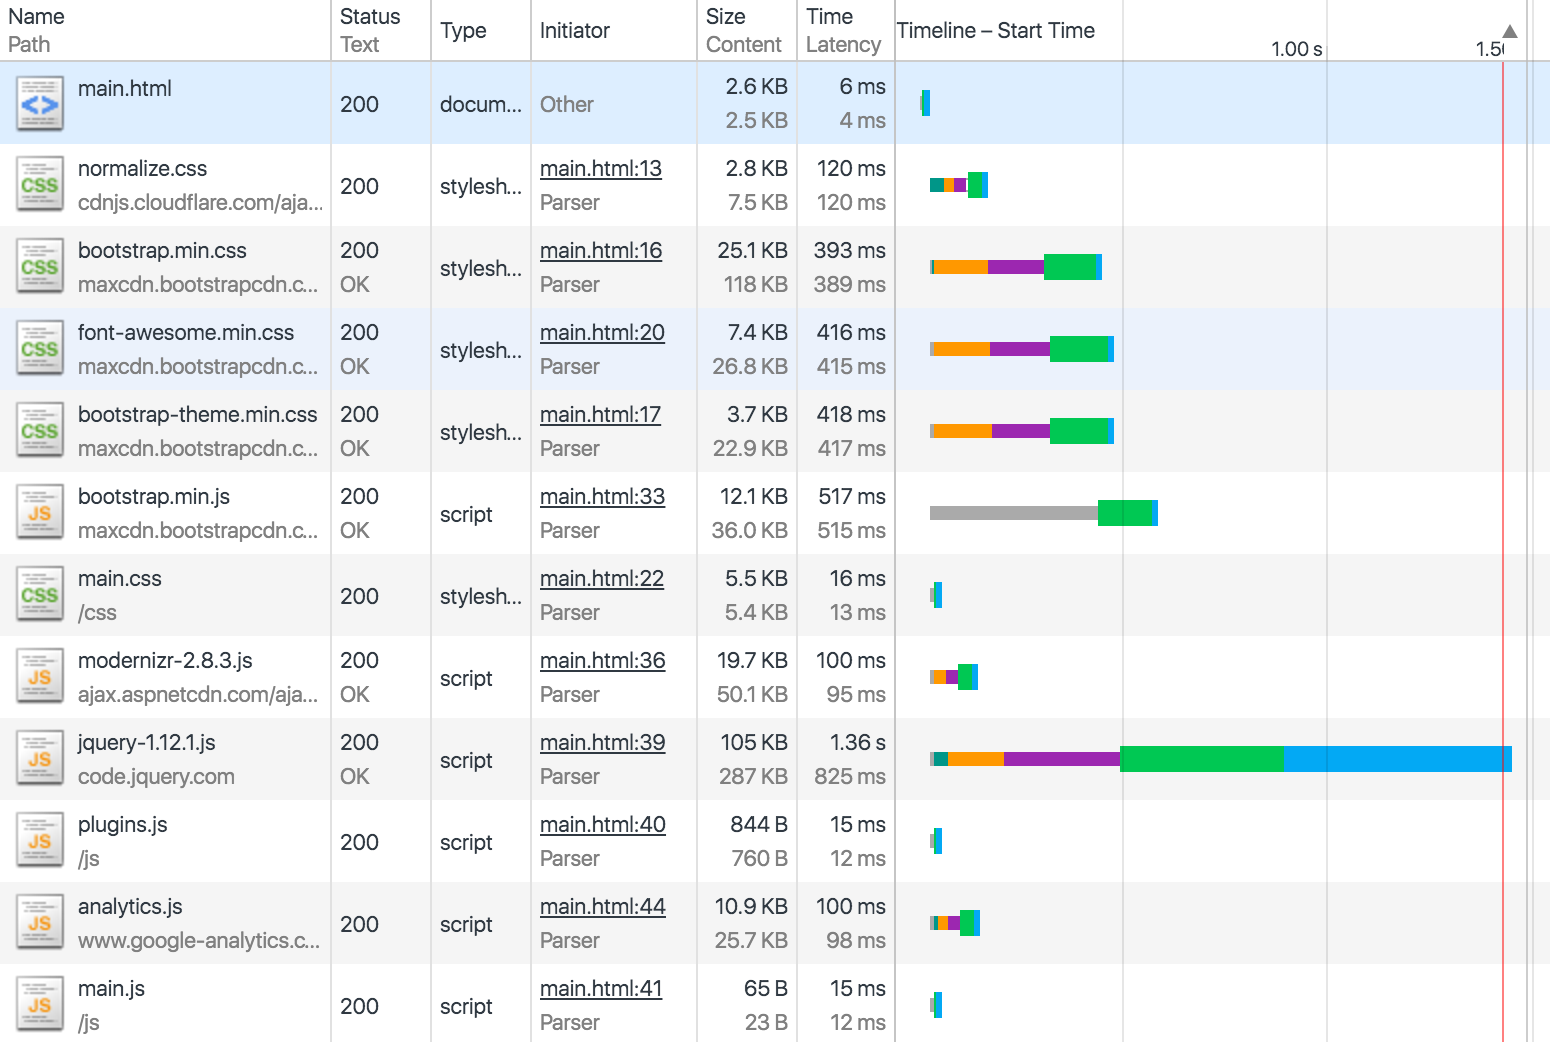 Name Status Size Time
Type Initiator Timeline – Start Time
Path Text Content Latency 1.00 s 1.50
main.html 2.6 KB 6 ms
<> 200 docum... Other
2.5 KB 4 ms
normalize.css main.html:13 2.8 KB 120 ms
CSS 200 stylesh...
cdnjs.cloudflare.com/aja... Parser 7.5 KB 120 ms
bootstrap.min.css 200 main.html:16 25.1 KB 393 ms
CSS stylesh...
maxcdn.bootstrapcdn.c... OK Parser 118 KB 389 ms
font-awesome.min.css 200 main.html:20 7.4 KB 416 ms
CSS stylesh...
maxcdn.bootstrapcdn.c... OK Parser 26.8 KB 415 ms
bootstrap-theme.min.css 200 main.html:17 3.7 KB 418 ms
CSS stylesh...
maxcdn.bootstrapcdn.c... OK Parser 22.9 KB 417 ms
bootstrap.min.js 200 main.html:33 12.1 KB 517 ms
JS script
maxcdn.bootstrapcdn.c... OK Parser 36.0 KB 515 ms
main.css main.html:22 5.5 KB 16 ms
CSS 200 stylesh...
/css Parser 5.4 KB 13 ms
modernizr-2.8.3.js 200 main.html:36 19.7 KB 100 ms
JS script
ajax.aspnetcdn.com/aja... OK Parser 50.1 KB 95 ms
jquery-1.12.1.js 200 main.html:39 105 KB 1.36 s
JS script
code.jquery.com OK Parser 287 KB 825 ms
plugins.js main.html:40 844 B 15 ms
JS 200 script
/js Parser 760 B 12 ms
analytics.js main.html:44 10.9 KB 100 ms
JS 200 script
www.google-analytics.c... Parser 25.7 KB 98 ms
main.js main.html:41 65 B 15 ms
JS 200 script
/js Parser 23 B 12 ms